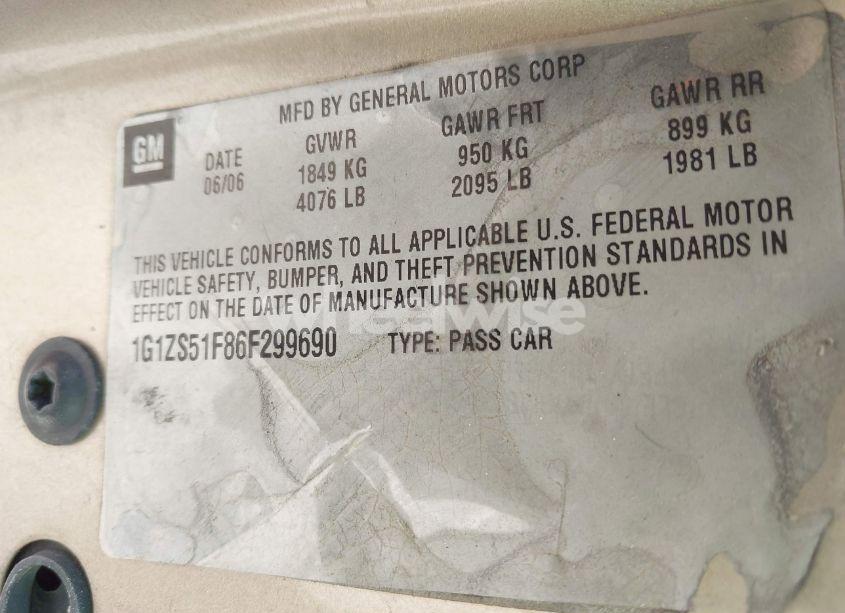 MFD BY GENERAL MOTORS CORP
GM
DATE GVWR GAWR FRT GAWR RR
06/06 1849 KG 950 KG 899 KG
4076 LB 2095 LB 1981 LB
THIS VEHICLE CONFORMS TO ALL APPLICABLE U.S. FEDERAL MOTOR
VEHICLE SAFETY, BUMPER, AND THEFT PREVENTION STANDARDS IN
EFFECT ON THE DATE OF MANUFACTURE SHOWN ABOVE.
1G1ZS51F86F299690 TYPE: PASS CAR
wheelwise